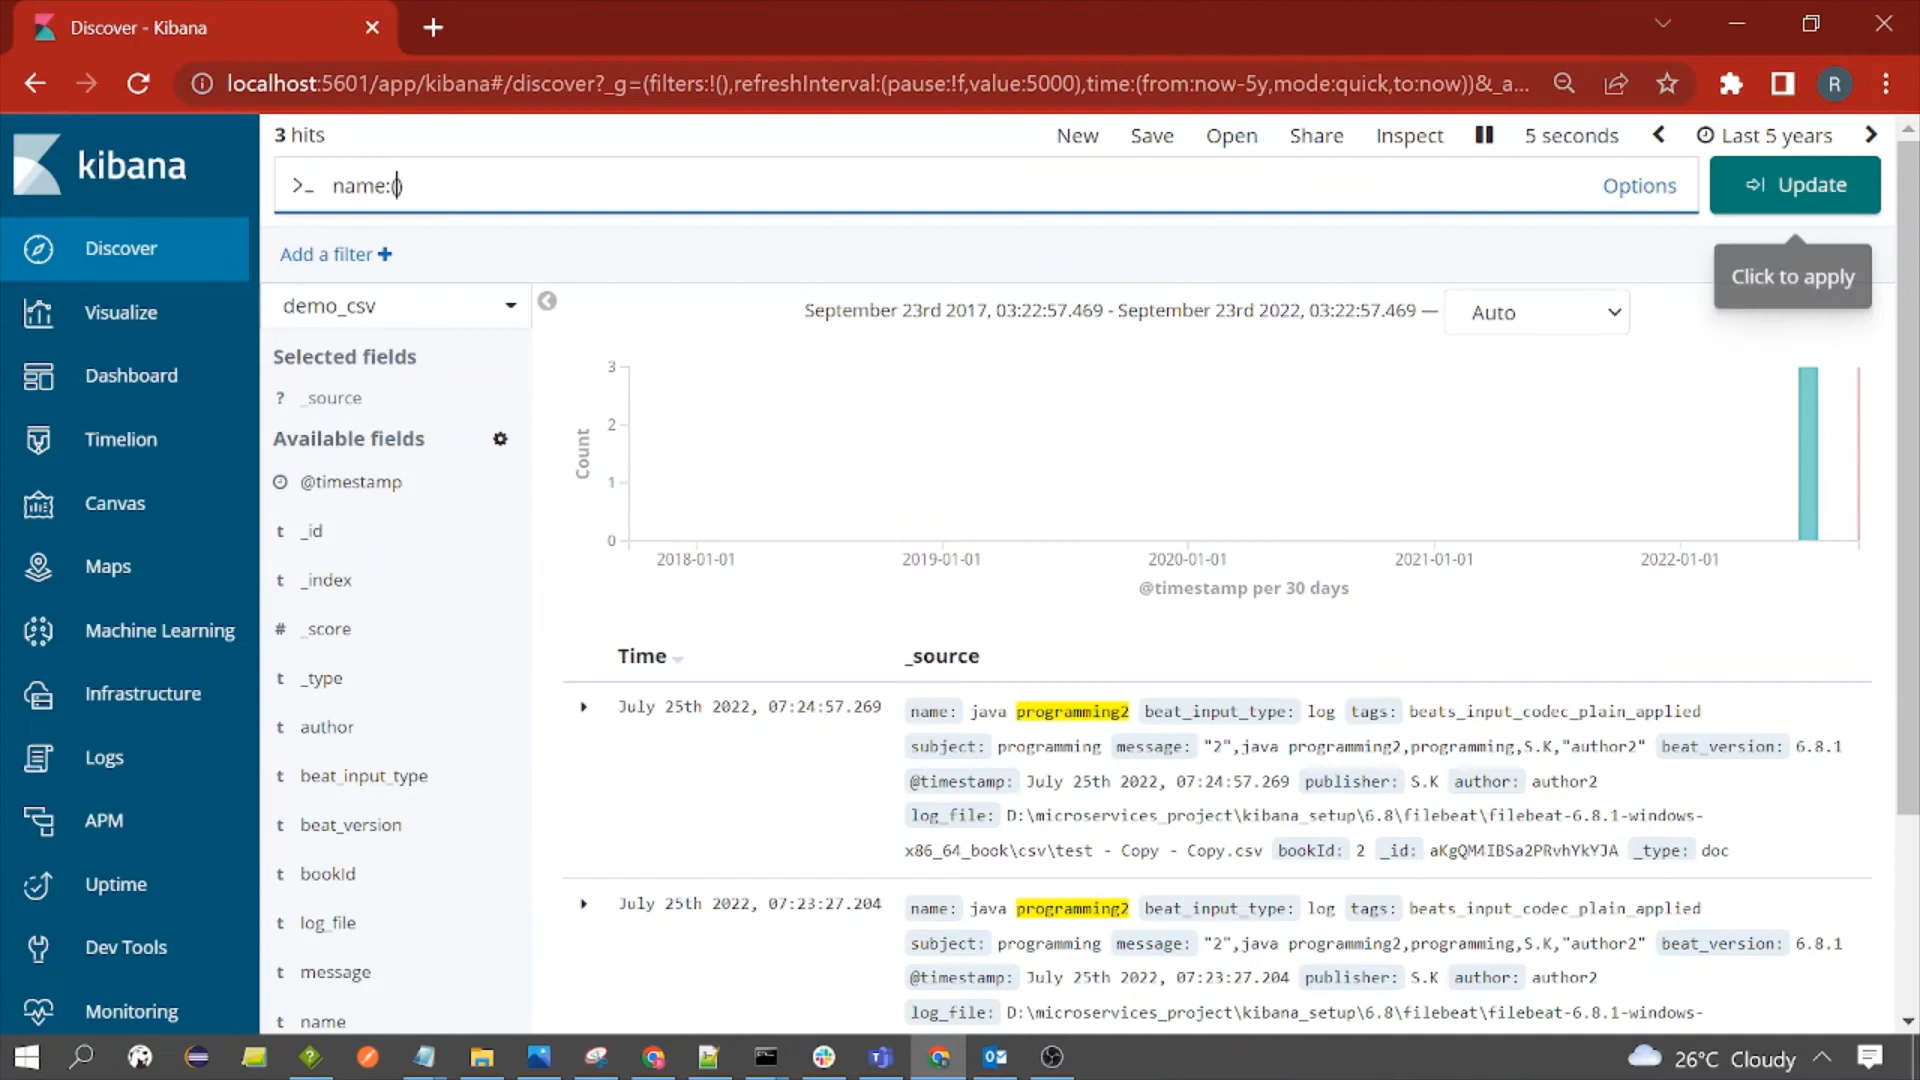 Discover - Kibana
localhost:5601/app/kibana#/discover?_g=(filters:!(),refreshInterval:(pause:!f,value:5000),time:(from:now-5y,mode:quick,to:now))&_a...
R
kibana
3 hits
New Save Open Share Inspect 5 seconds Last 5 years
>_ name:()
Options
Update
Click to apply
Add a filter
Discover
Visualize
Dashboard
Timelion
Canvas
Maps
Machine Learning
Infrastructure
Logs
APM
Uptime
Dev Tools
Monitoring
demo_csv
Selected fields
? _source
Available fields
@timestamp
t _id
t _index
# _score
t _type
t author
t beat_input_type
t beat_version
t bookId
t log_file
t message
t name
September 23rd 2017, 03:22:57.469 - September 23rd 2022, 03:22:57.469 —
Auto
3
2
1
0
Count
2018-01-01 2019-01-01 2020-01-01 2021-01-01 2022-01-01
@timestamp per 30 days
Time _source
July 25th 2022, 07:24:57.269 name: java programming2 beat_input_type: log tags: beats_input_codec_plain_applied
subject: programming message: "2",java programming2,programming,S.K,"author2" beat_version: 6.8.1
@timestamp: July 25th 2022, 07:24:57.269 publisher: S.K author: author2
log_file: D:\microservices_project\kibana_setup\6.8\filebeat\filebeat-6.8.1-windows-
x86_64_book\csv\test - Copy - Copy.csv bookId: 2 _id: aKgQM4IBSa2PRvhYkYJA _type: doc
July 25th 2022, 07:23:27.204 name: java programming2 beat_input_type: log tags: beats_input_codec_plain_applied
subject: programming message: "2",java programming2,programming,S.K,"author2" beat_version: 6.8.1
@timestamp: July 25th 2022, 07:23:27.204 publisher: S.K author: author2
log_file: D:\microservices_project\kibana_setup\6.8\filebeat\filebeat-6.8.1-windows-
26°C Cloudy